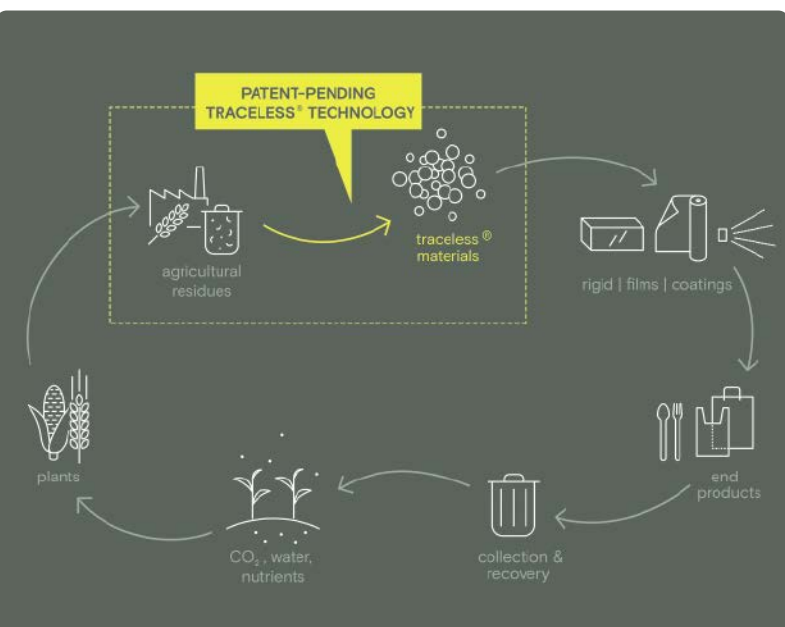 PATENT-PENDING
TRACELESS® TECHNOLOGY
agricultural
residues
traceless ®
materials
rigid | films | coatings
plants
CO₂, water,
nutrients
collection &
recovery
end
products